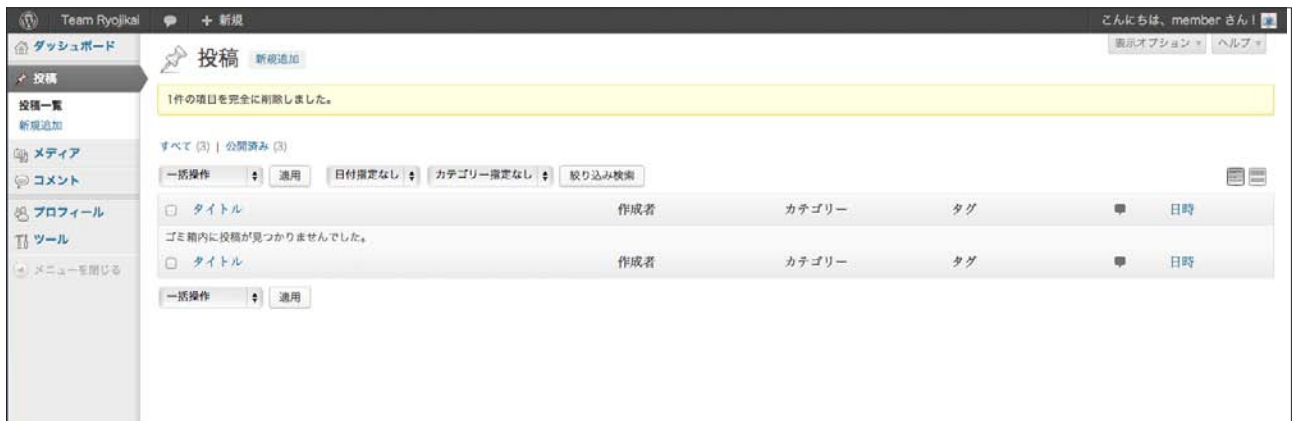 Team Ryojikai 新規 こんにちは、member さん！
ダッシュボード
投稿
投稿一覧
新規追加
メディア
コメント
プロフィール
ツール
メニューを閉じる
表示オプション ヘルプ
投稿 新規追加
1件の項目を完全に削除しました。
すべて (3) | 公開済み (3)
一括操作 適用 日付指定なし カテゴリー指定なし 絞り込み検索
タイトル 作成者 カテゴリー タグ 日時
ゴミ箱内に投稿が見つかりませんでした。
タイトル 作成者 カテゴリー タグ 日時
一括操作 適用